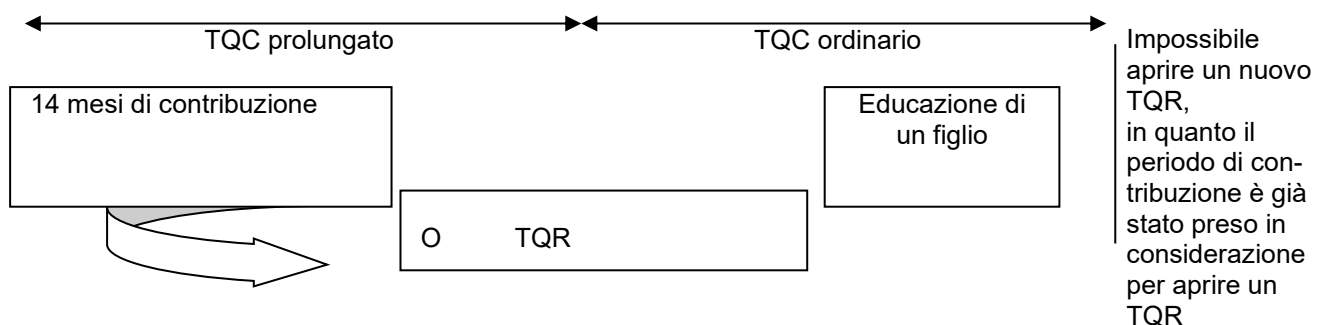 TQC prolungato
TQC ordinario
14 mesi di contribuzione
Educazione di
un figlio
O TQR
Impossibile
aprire un nuovo
TQR,
in quanto il
periodo di con-
tribuzione è già
stato preso in
considerazione
per aprire un
TQR